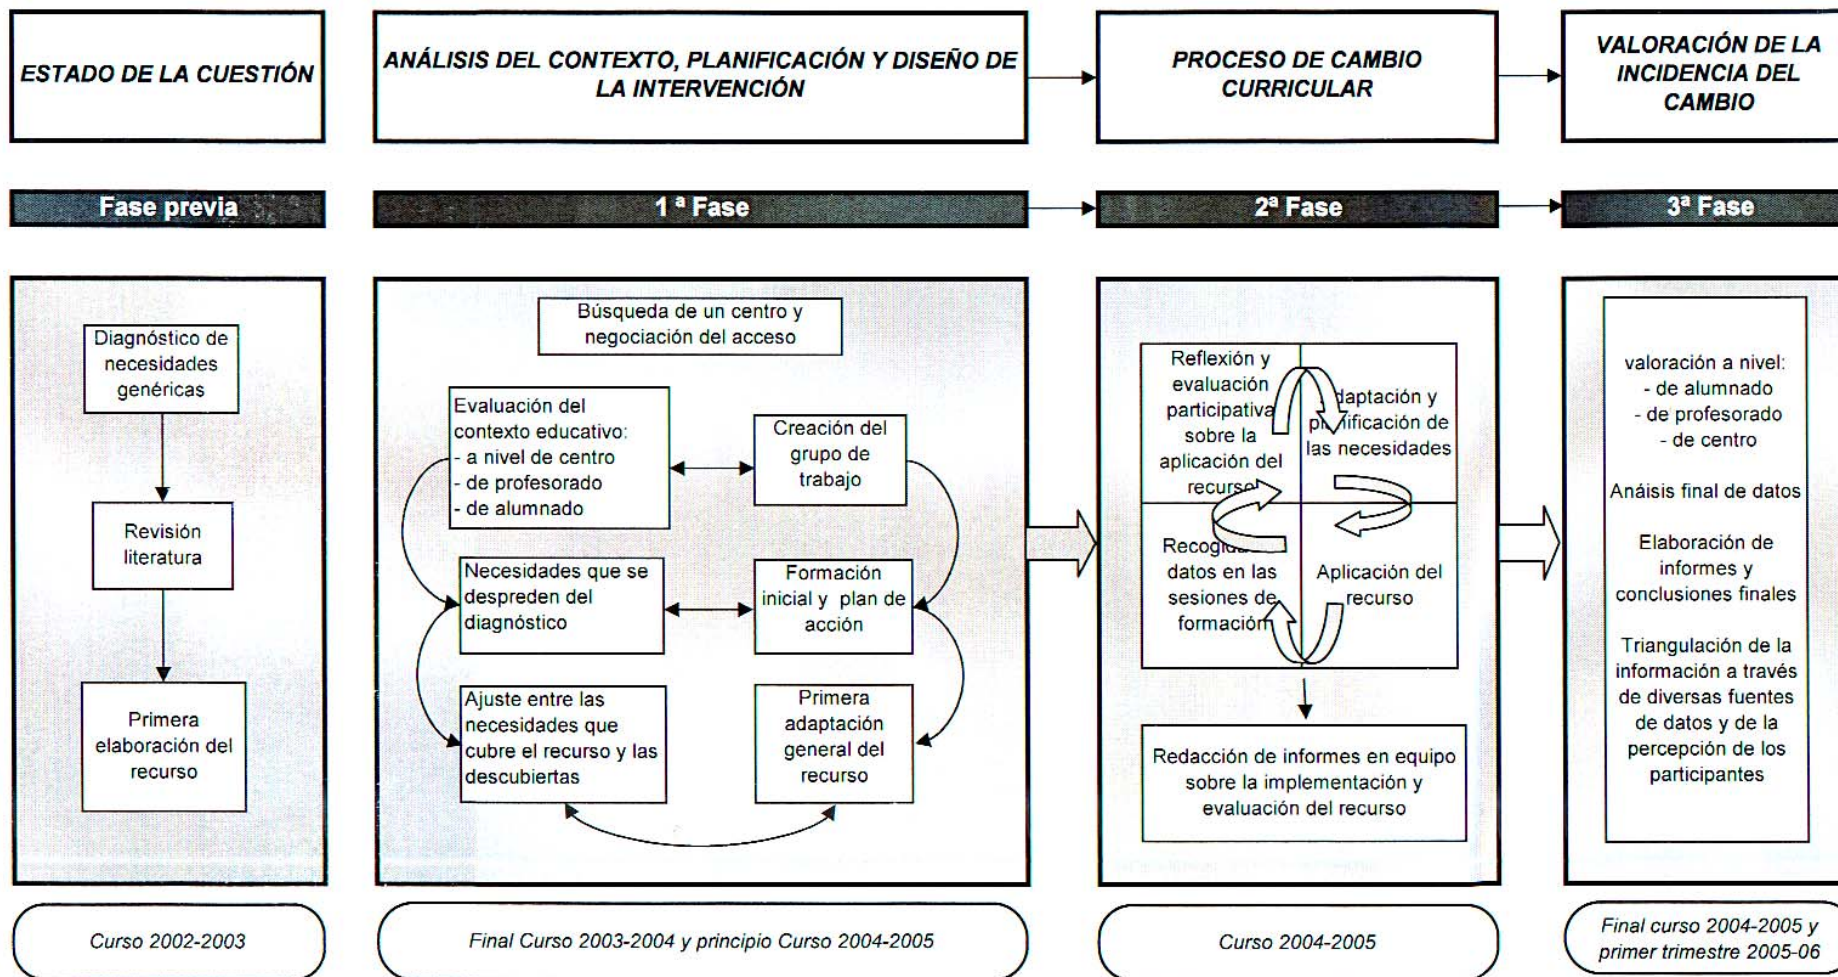 ESTADO DE LA CUESTIÓN
ANÁLISIS DEL CONTEXTO, PLANIFICACIÓN Y DISEÑO DE
LA INTERVENCIÓN
PROCESO DE CAMBIO
CURRICULAR
VALORACIÓN DE LA
INCIDENCIA DEL
CAMBIO
Fase previa
1 ª Fase
2ª Fase
3ª Fase
Diagnóstico de
necesidades
genéricas
Revisión
literatura
Primera
elaboración del
recurso
Búsqueda de un centro y
negociación del acceso
Evaluación del
contexto educativo:
- a nivel de centro
- de profesorado
- de alumnado
Creación del
grupo de
trabajo
Necesidades que se
despreden del
diagnóstico
Formación
inicial y plan de
acción
Ajuste entre las
necesidades que
cubre el recurso y las
descubiertas
Primera
adaptación
general del
recurso
Reflexión y
evaluación
participativa
sobre la
aplicación del
recurso
daptación y
de
las necesidades
datos en las
sesiones de
formación
Aplicación del
recurso
Redacción de informes en equipo
sobre la implementación y
evaluación del recurso
valoración a nivel:
- de alumnado
- de profesorado
- de centro
Anáisis final de datos
Elaboración de
informes y
conclusiones finales
Triangulación de la
información a través
de diversas fuentes
de datos y de la
percepción de los
participantes
Curso 2002-2003
Final Curso 2003-2004 y principio Curso 2004-2005
Curso 2004-2005
Final curso 2004-2005 y
primer trimestre 2005-06